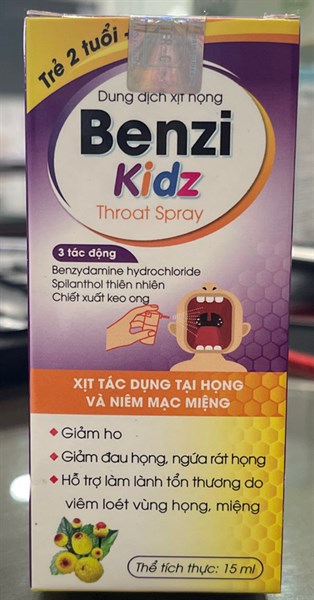 Trẻ 2 tuổi +
Dung dịch xịt họng
Benzi
Kidz
Throat Spray
3 tác động
Benzydamine hydrochloride
Spilanthol thiên nhiên
Chiết xuất keo ong
XỊT TÁC DỤNG TẠI HỌNG
VÀ NIÊM MẠC MIỆNG
Giảm ho
Giảm đau họng, ngứa rát họng
Hỗ trợ làm lành tổn thương do
viêm loét vùng họng, miệng
Thể tích thực: 15 ml